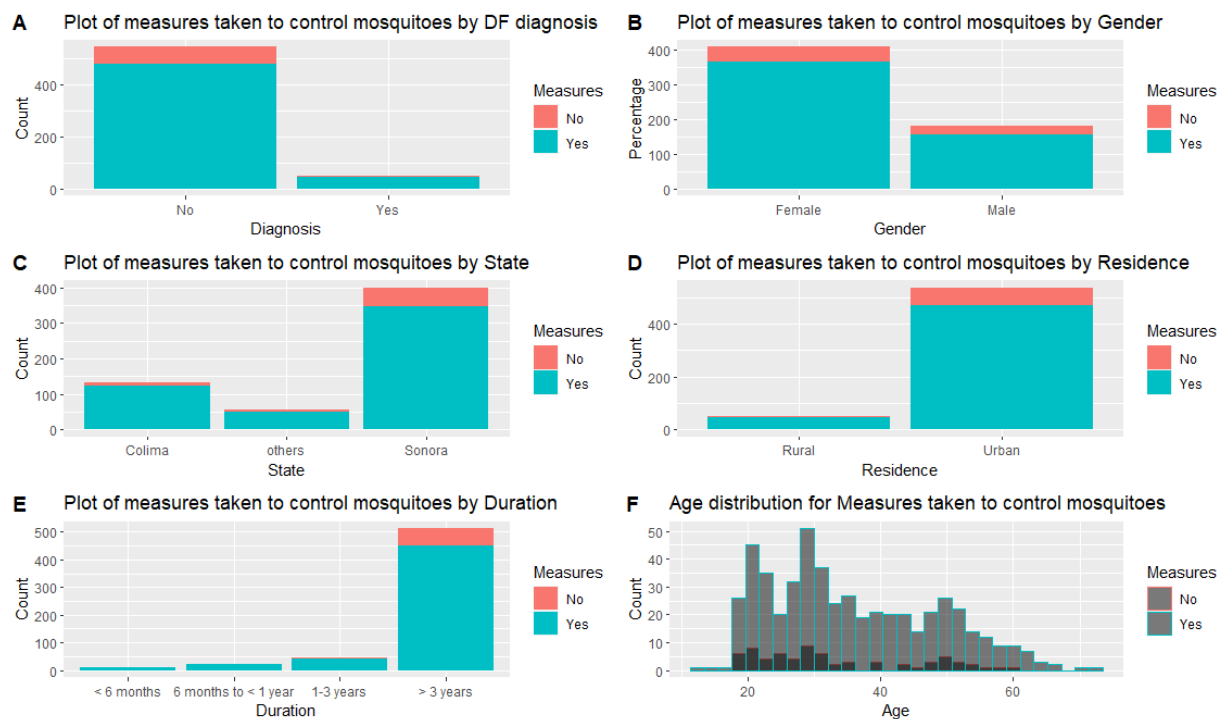 A Plot of measures taken to control mosquitoes by DF diagnosis
Count
400
200
0
No Yes
Diagnosis
Measures
No
Yes
B Plot of measures taken to control mosquitoes by Gender
Percentage
400
300
200
100
0
Female Male
Gender
Measures
No
Yes
C Plot of measures taken to control mosquitoes by State
Count
400
300
200
100
0
Colima others Sonora
State
Measures
No
Yes
D Plot of measures taken to control mosquitoes by Residence
Count
400
200
0
Rural Urban
Residence
Measures
No
Yes
E Plot of measures taken to control mosquitoes by Duration
Count
500
400
300
200
100
0
< 6 months 6 months to < 1 year 1-3 years > 3 years
Duration
Measures
No
Yes
F Age distribution for Measures taken to control mosquitoes
Count
50
40
30
20
10
0
20 40 60
Age
Measures
No
Yes